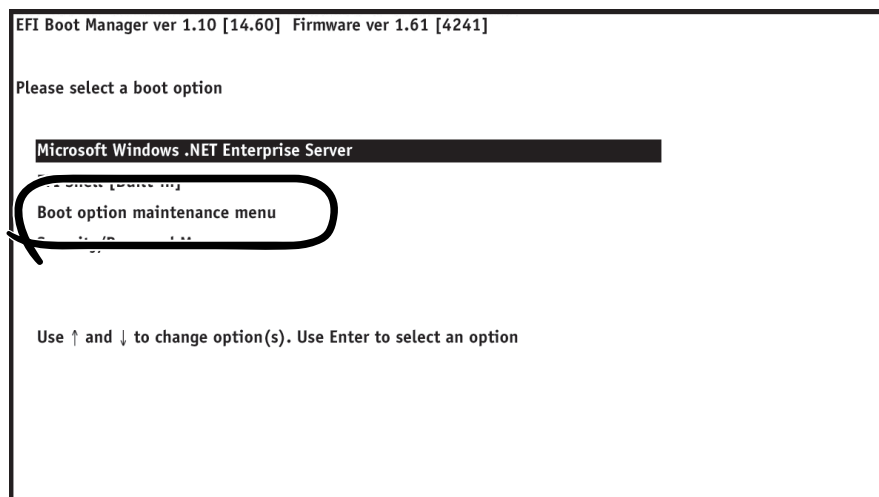 EFI Boot Manager ver 1.10 [14.60] Firmware ver 1.61 [4241]
Please select a boot option
Microsoft Windows .NET Enterprise Server
Boot option maintenance menu
Use ↑ and ↓ to change option(s). Use Enter to select an option